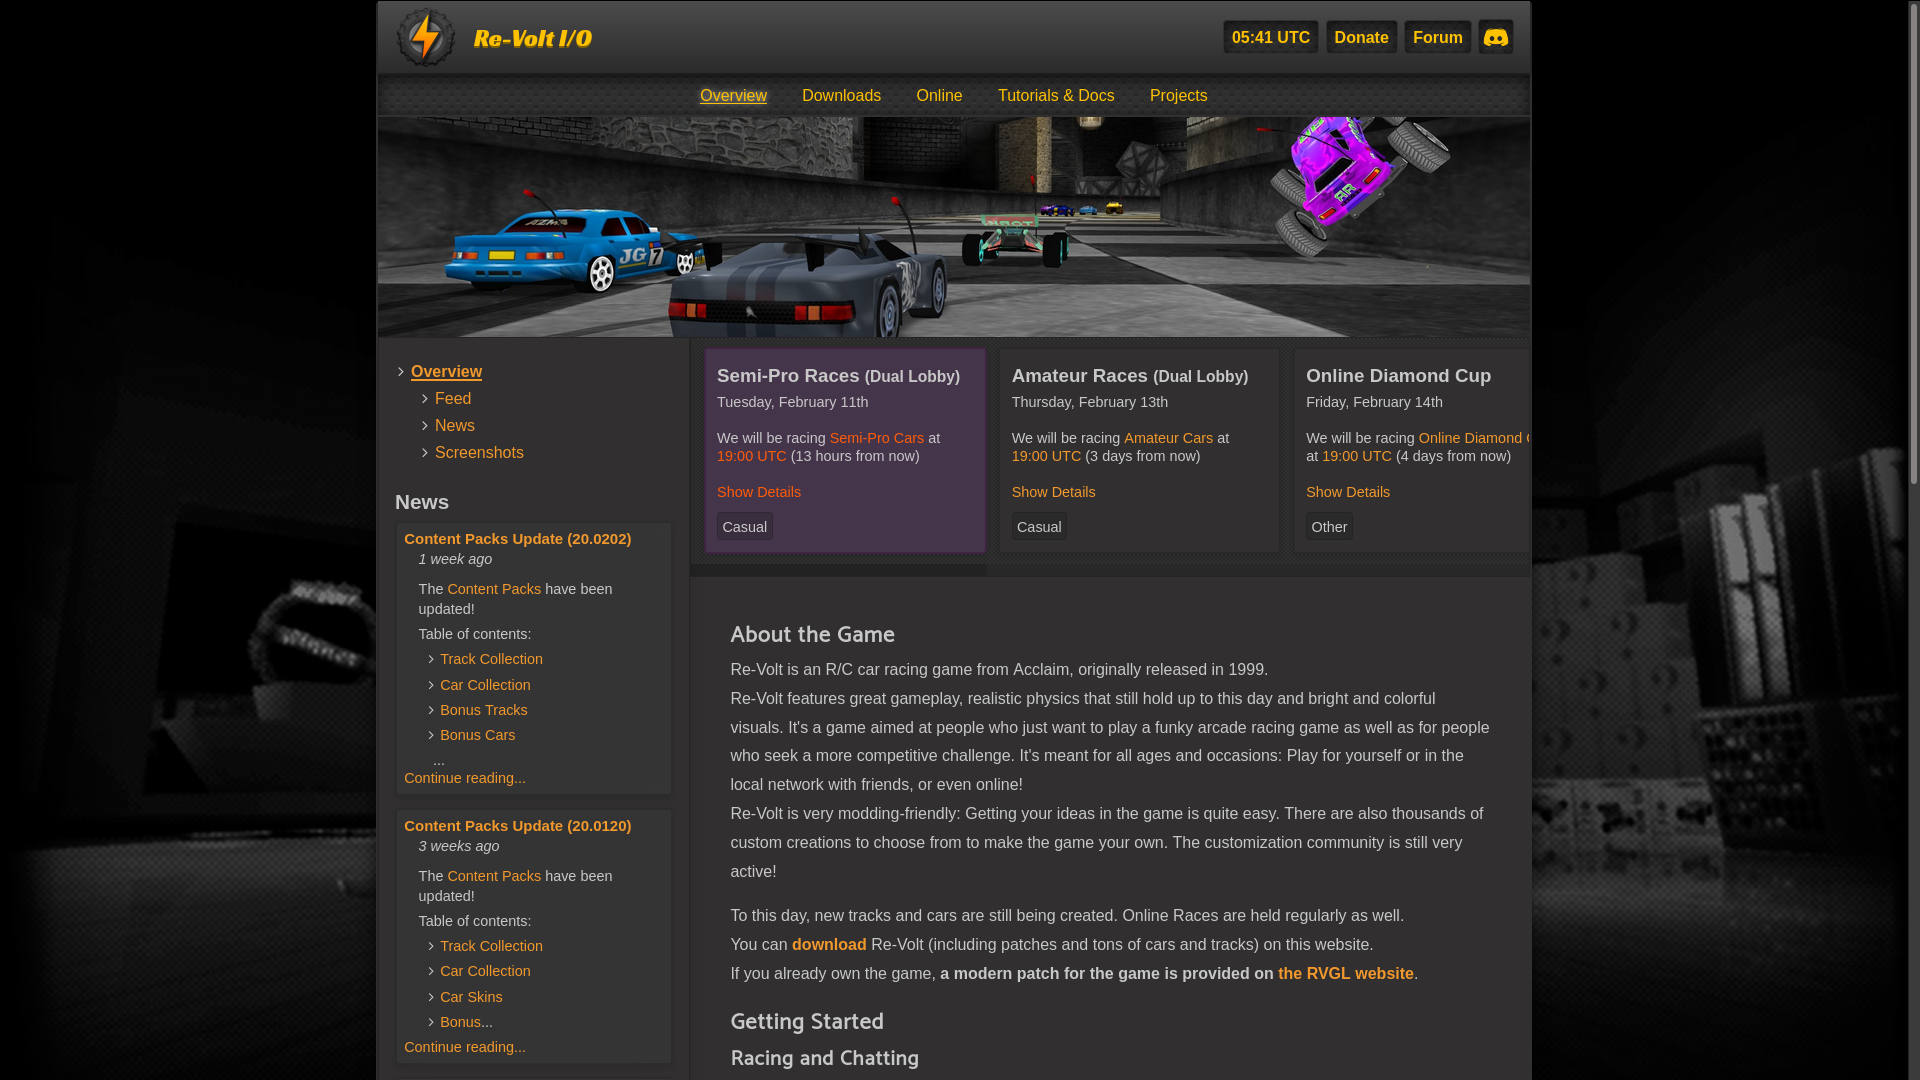 Re-Volt I/O
05:41 UTC
Donate
Forum
Overview
Downloads
Online
Tutorials & Docs
Projects
AZMA
JG 7
AR
Overview
Feed
News
Screenshots
News
Content Packs Update (20.0202)
1 week ago
The Content Packs have been
updated!
Table of contents:
Track Collection
Car Collection
Bonus Tracks
Bonus Cars
...
Continue reading...
Content Packs Update (20.0120)
3 weeks ago
The Content Packs have been
updated!
Table of contents:
Track Collection
Car Collection
Car Skins
Bonus...
Continue reading...
Semi-Pro Races (Dual Lobby)
Tuesday, February 11th
We will be racing Semi-Pro Cars at
19:00 UTC (13 hours from now)
Show Details
Casual
Amateur Races (Dual Lobby)
Thursday, February 13th
We will be racing Amateur Cars at
19:00 UTC (3 days from now)
Show Details
Casual
Online Diamond Cup
Friday, February 14th
We will be racing Online Diamond
at 19:00 UTC (4 days from now)
Show Details
Other
About the Game
Re-Volt is an R/C car racing game from Acclaim, originally released in 1999.
Re-Volt features great gameplay, realistic physics that still hold up to this day and bright and colorful
visuals. It's a game aimed at people who just want to play a funky arcade racing game as well as for people
who seek a more competitive challenge. It's meant for all ages and occasions: Play for yourself or in the
local network with friends, or even online!
Re-Volt is very modding-friendly: Getting your ideas in the game is quite easy. There are also thousands of
custom creations to choose from to make the game your own. The customization community is still very
active!
To this day, new tracks and cars are still being created. Online Races are held regularly as well.
You can download Re-Volt (including patches and tons of cars and tracks) on this website.
If you already own the game, a modern patch for the game is provided on the RVGL website.
Getting Started
Racing and Chatting